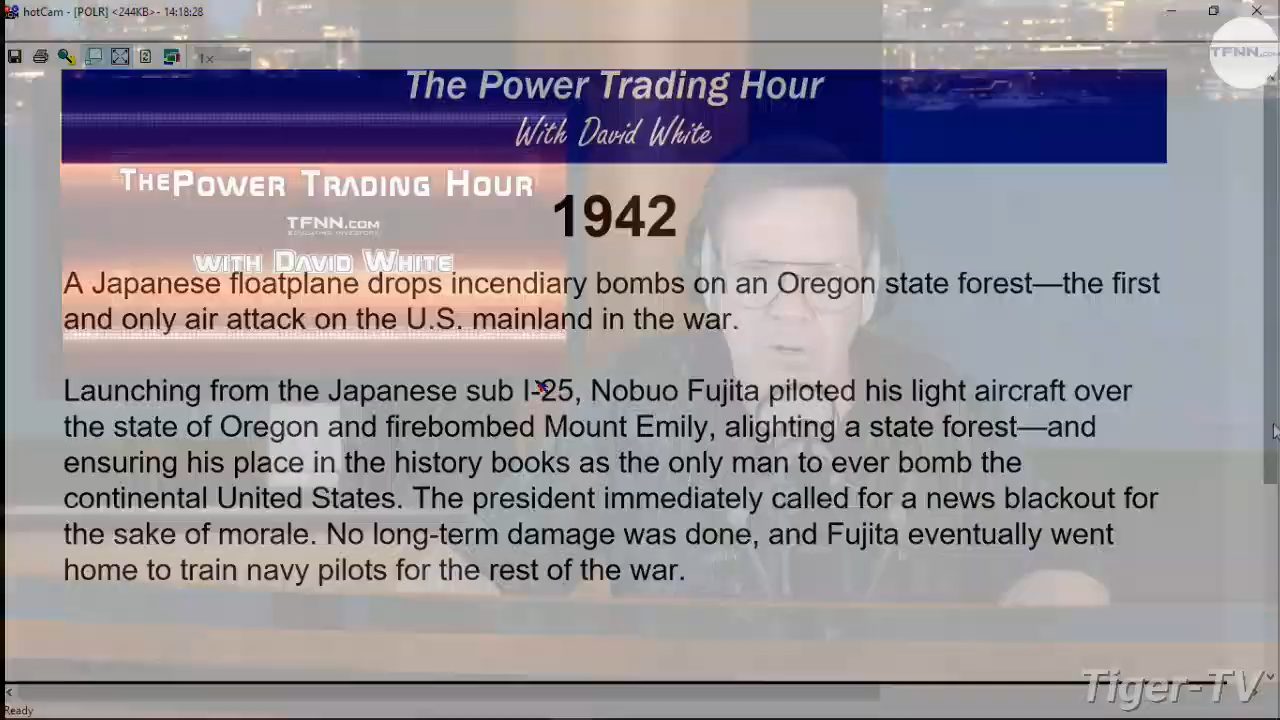 hotCam - [POLR] <244KB>- 14:18:28
TFNN.COM
1x
The Power Trading Hour
With David White
THE POWER TRADING HOUR
TFNN.COM
EDUCATING INVESTORS
WITH DAVID WHITE
1942
A Japanese floatplane drops incendiary bombs on an Oregon state forest—the first
and only air attack on the U.S. mainland in the war.
Launching from the Japanese sub I-25, Nobuo Fujita piloted his light aircraft over
the state of Oregon and firebombed Mount Emily, alighting a state forest—and
ensuring his place in the history books as the only man to ever bomb the
continental United States. The president immediately called for a news blackout for
the sake of morale. No long-term damage was done, and Fujita eventually went
home to train navy pilots for the rest of the war.
Tiger-TV
Ready